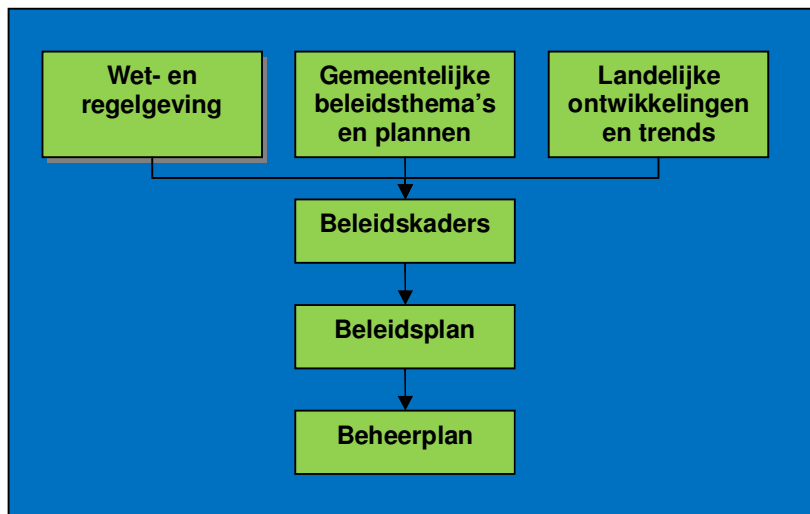 Wet- en
regelgeving
Gemeentelijke
beleidsthema's
en plannen
Landelijke
ontwikkelingen
en trends
Beleidskaders
Beleidsplan
Beheerplan